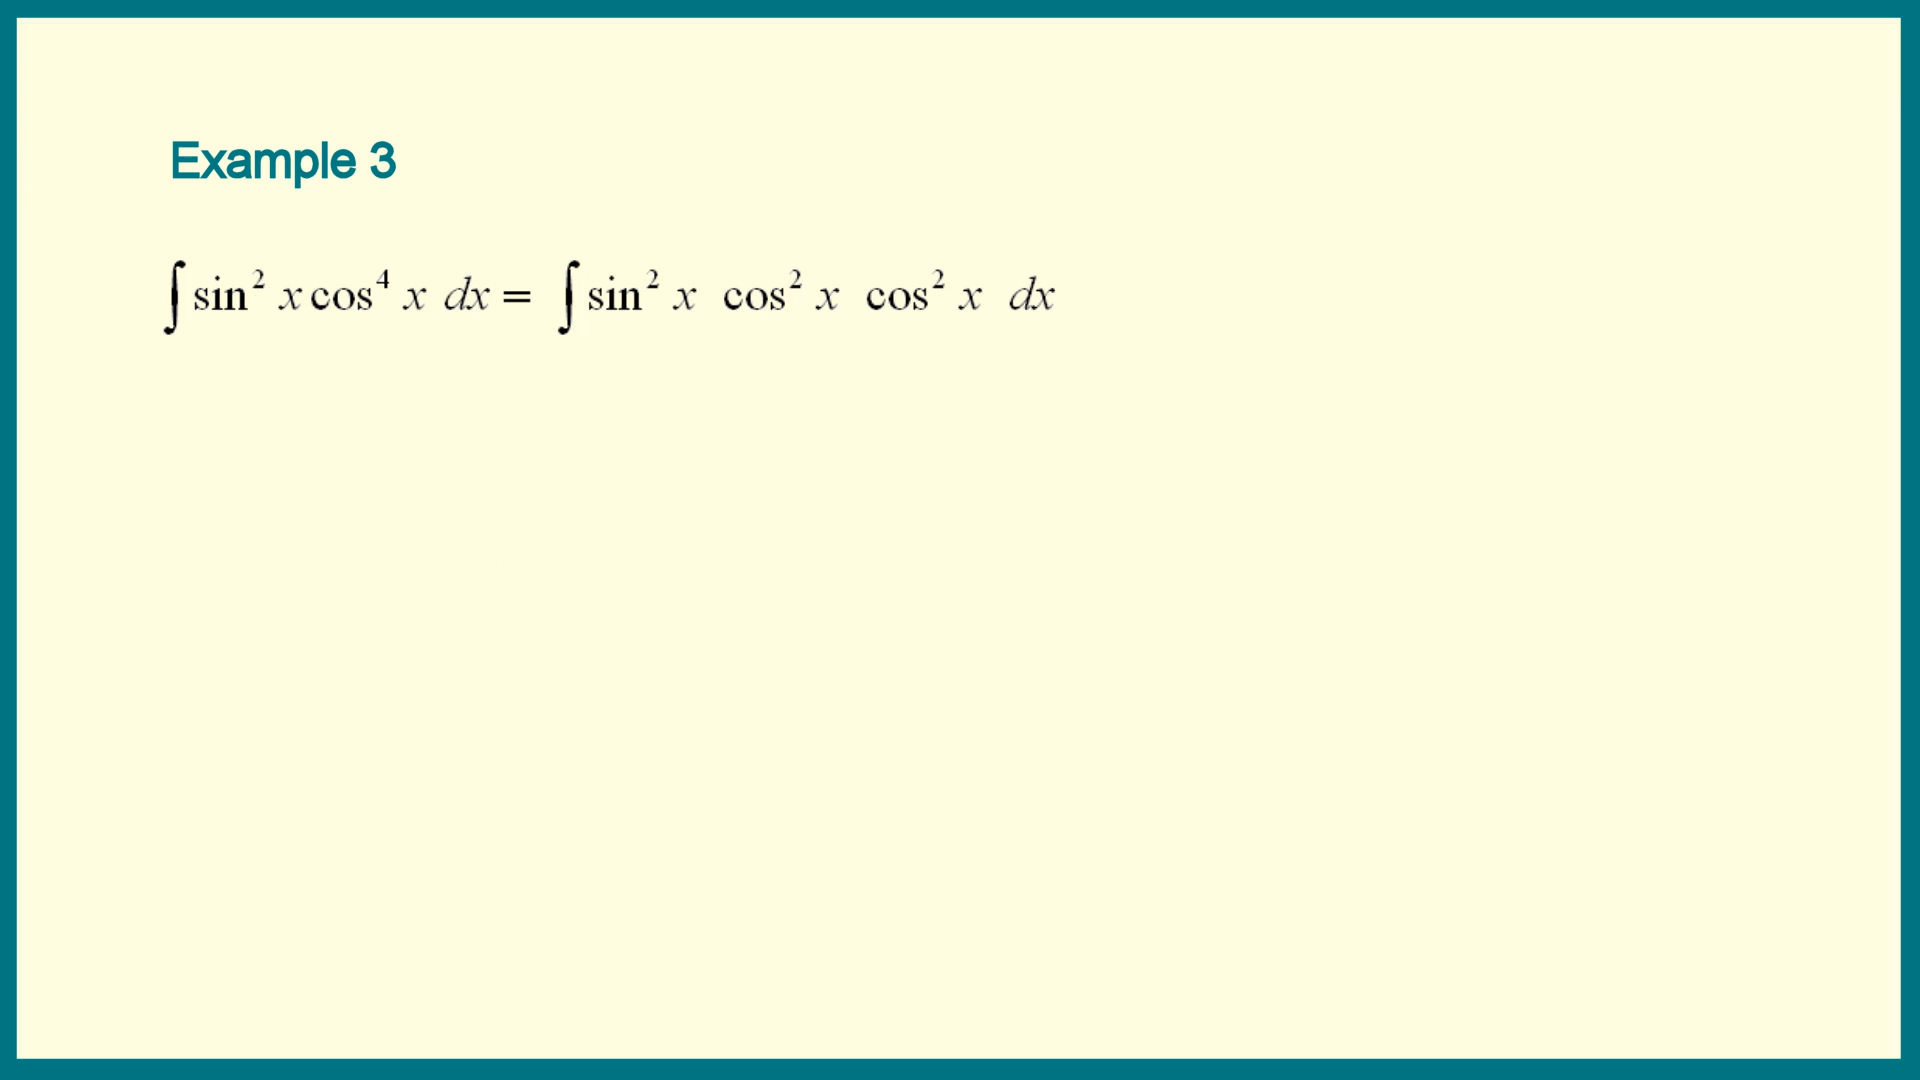 Example 3
∫ sin² x cos⁴ x dx = ∫ sin² x cos² x cos² x dx